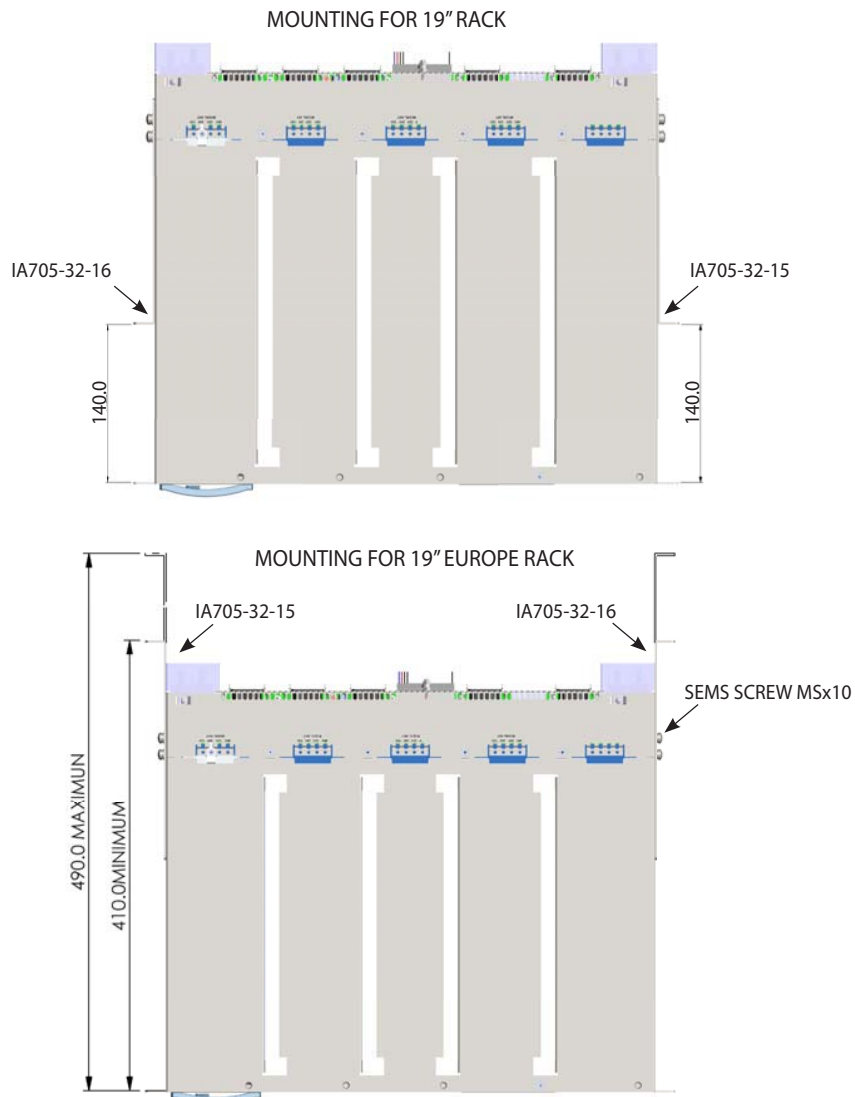 MOUNTING FOR 19” RACK
IA705-32-16
IA705-32-15
140.0
140.0
MOUNTING FOR 19” EUROPE RACK
IA705-32-15
IA705-32-16
SEMS SCREW MSx10
490.0 MAXIMUN
410.0MINIMUM